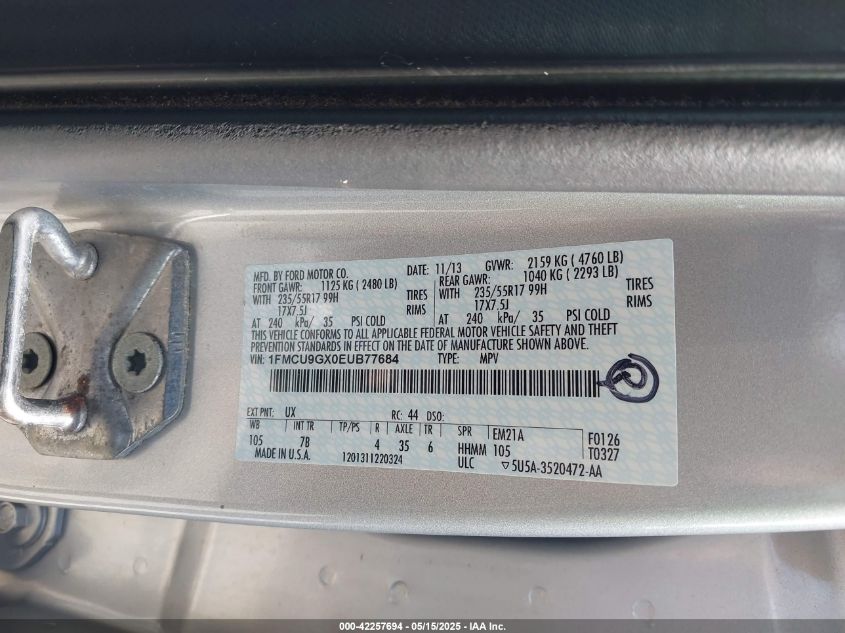 MFD. BY FORD MOTOR CO. DATE: 11/13 GVWR: 2159 KG ( 4760 LB)
FRONT GAWR: 1125 KG ( 2480 LB) REAR GAWR: 1040 KG ( 2293 LB)
WITH 235/55R17 99H TIRES WITH 235/55R17 99H TIRES
17X7.5J RIMS 17X7.5J RIMS
AT 240 kPa/ 35 PSI COLD AT 240 kPa/ 35 PSI COLD
THIS VEHICLE CONFORMS TO ALL APPLICABLE FEDERAL MOTOR VEHICLE SAFETY AND THEFT
PREVENTION STANDARDS IN EFFECT ON THE DATE OF MANUFACTURE SHOWN ABOVE.
VIN: 1FMCU9GX0EUB77684 TYPE: MPV
EXT PNT: UX RC: 44 DSO:
WB INT TR TP/PS R AXLE TR SPR EM21A F0126
105 7B 4 35 6 HHMM 105 T0327
MADE IN U.S.A. 1201311220324 ULC ▽5U5A-3520472-AA
000-42257694 - 05/15/2025 - IAA Inc.